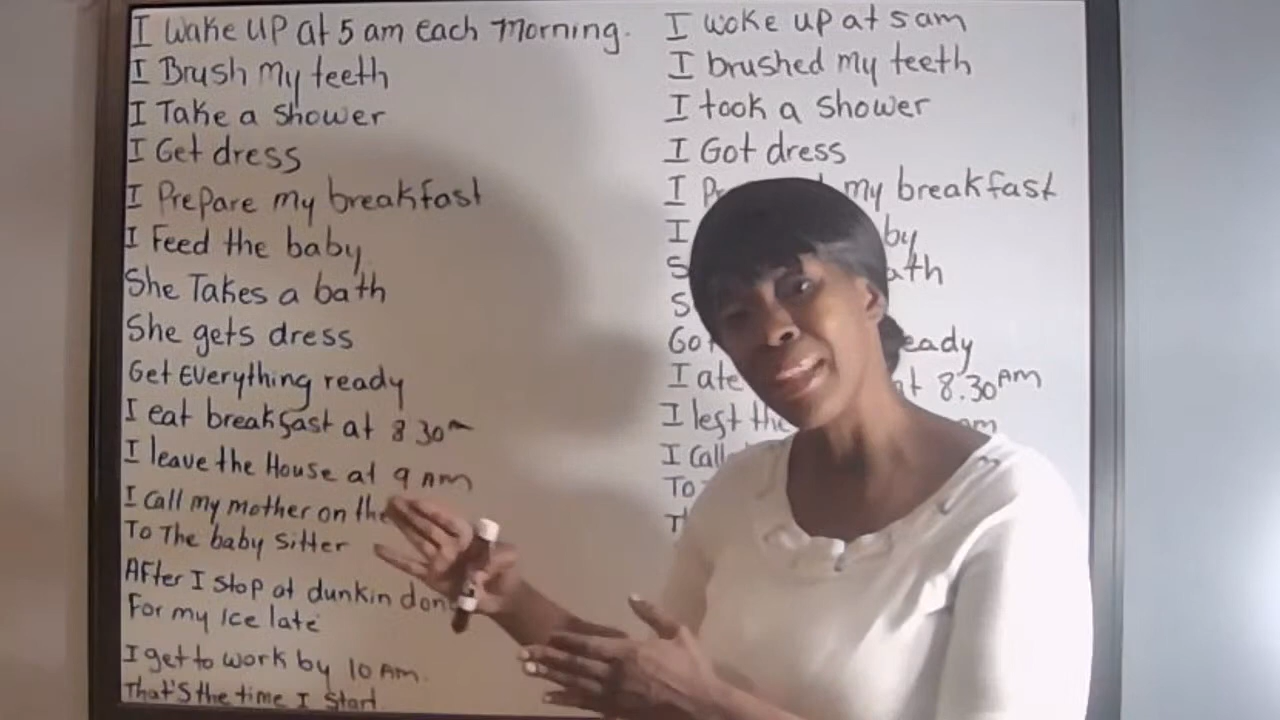 I Wake UP at 5 am each Morning.
I Brush my teeth
I Take a Shower
I Get dress
I Prepare my breakfast
I Feed the baby
She Takes a bath
She gets dress
Get Everything ready
I eat breakfast at 8 30 am
I leave the House at 9 AM
I call my mother on the
To The baby Sitter
After I stop at dunkin
For my Ice late
I get to work by 10 AM.
That's the time I Start
I woke up at 5 am
I brushed my teeth
I took a Shower
I Got dress
I my breakfast
I
I ate at 8.30 AM
I left the
I
To